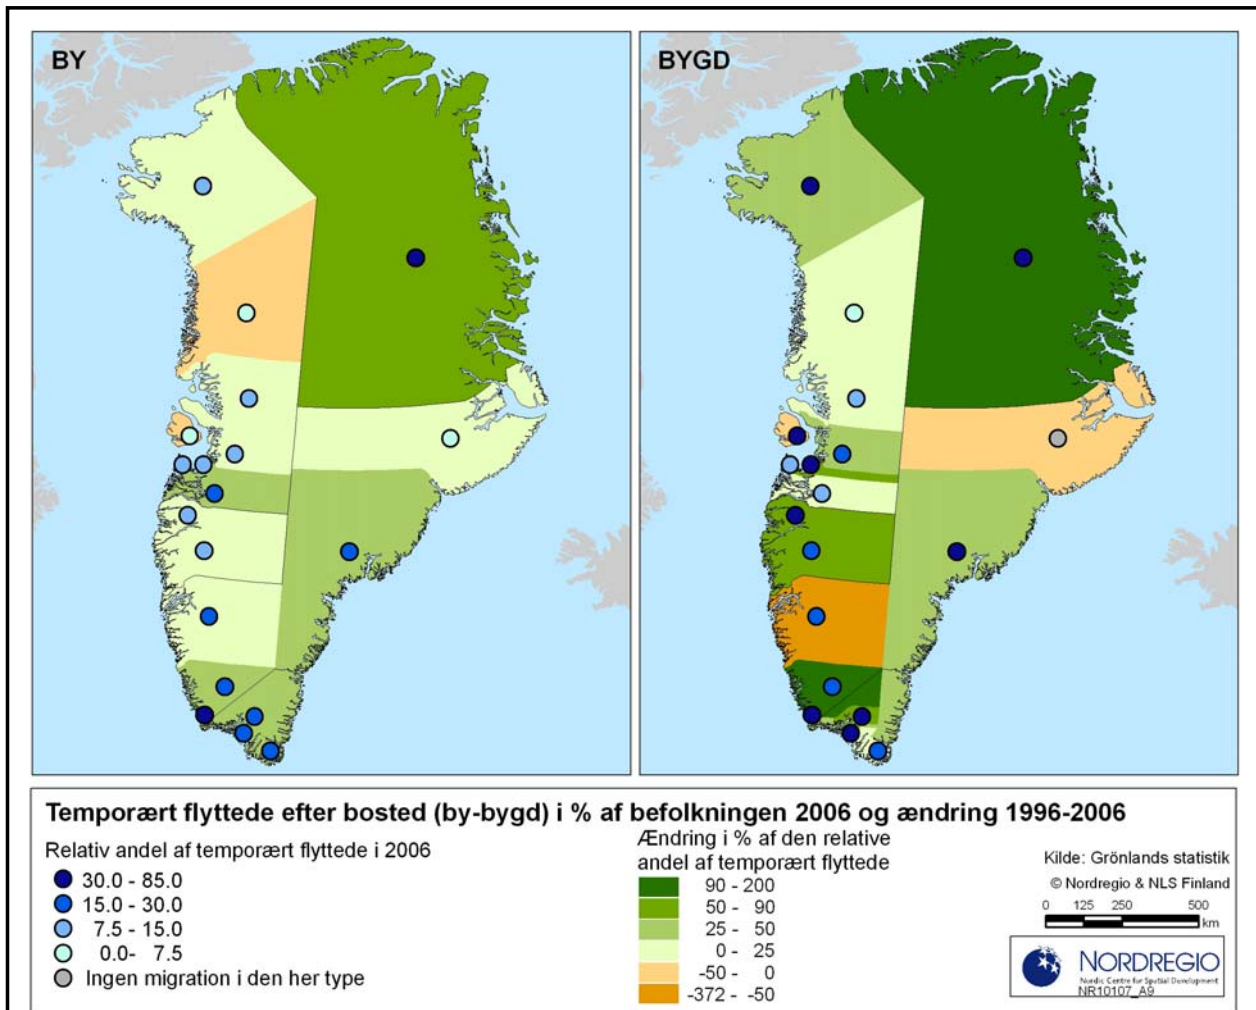 BY
BYGD
Temporært flyttede efter bosted (by-bygd) i % af befolkningen 2006 og ændring 1996-2006
Relativ andel af temporært flyttede i 2006
30.0 - 85.0
15.0 - 30.0
7.5 - 15.0
0.0- 7.5
Ingen migration i den her type
Ændring i % af den relative
andel af temporært flyttede
90 - 200
50 - 90
25 - 50
0 - 25
-50 - 0
-372 - -50
Kilde: Grönlands statistik
© Nordregio & NLS Finland
0 125 250 500
km
NORDREGIO
Nordic Centre for Spatial Development
NR10107_A9